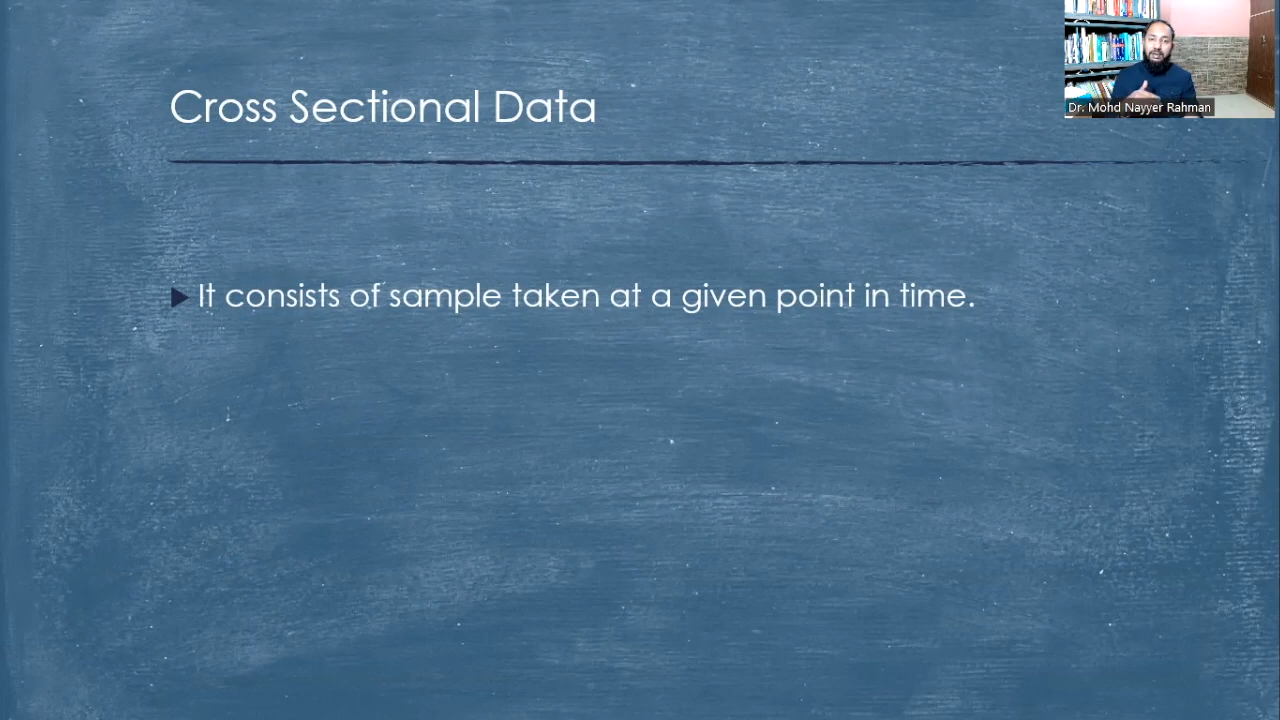 Cross Sectional Data
It consists of sample taken at a given point in time.
Dr. Mohd Nayyer Rahman